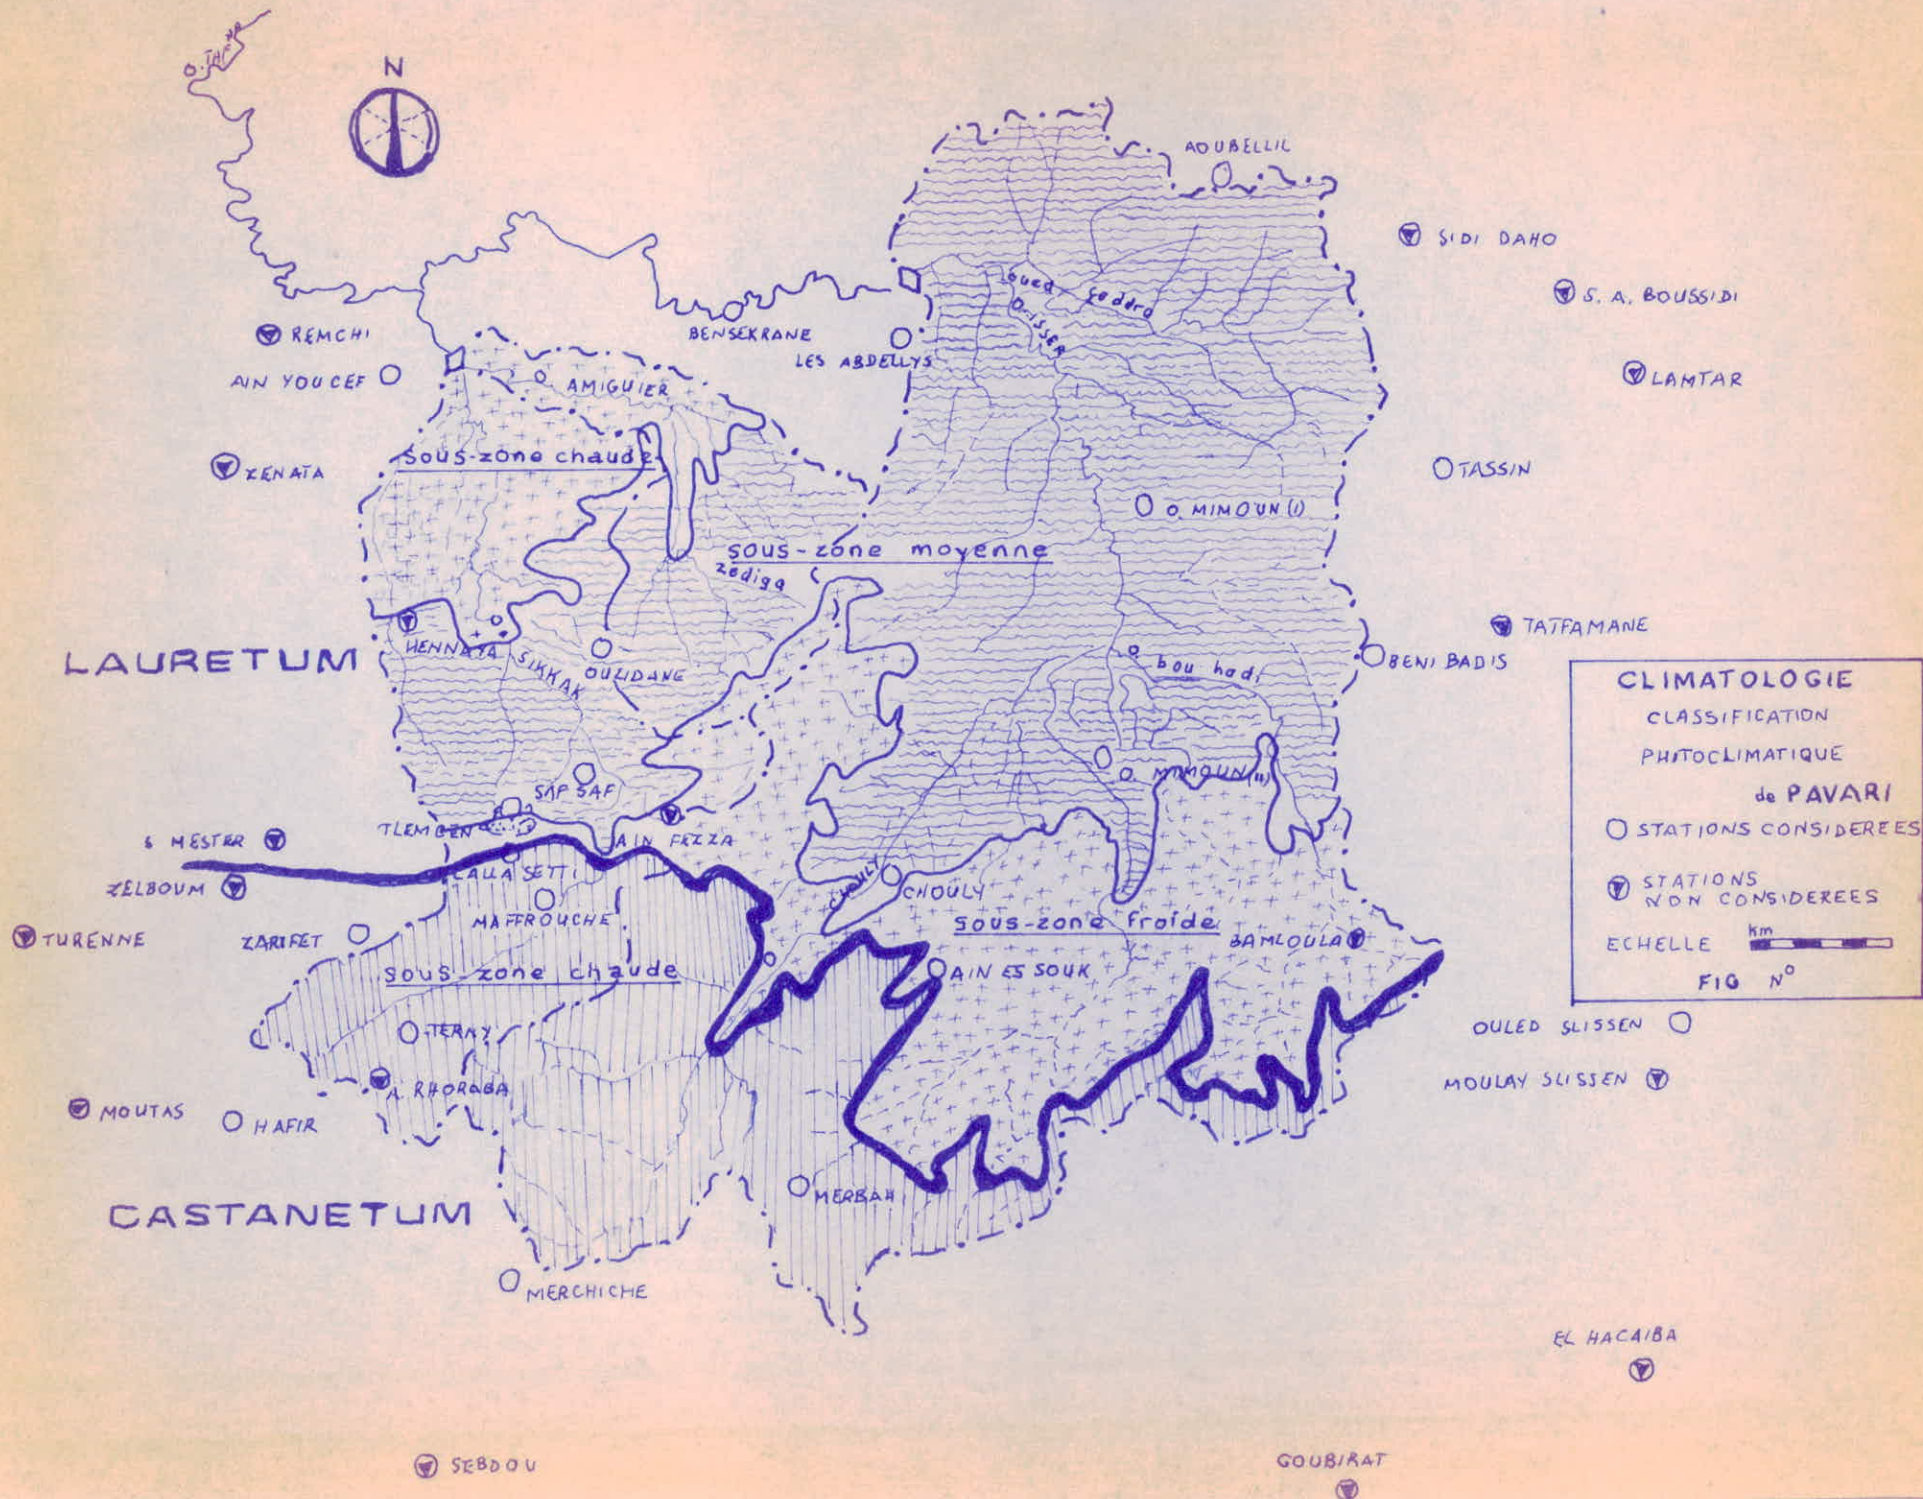 N
AOUBELLIL
SIDI DAHO
S. A. BOUSSIDI
oued seddra
O. ISSER
REMCHI
BENSEKRANE
LES ABDELLYS
AIN YOUCEF
AMIGUIER
LAMTAR
sous-zone chaude
ZENATA
TASSIN
O. MIMOUN (I)
sous-zone moyenne
zediga
HENNAYA
SIKKAK
OUZIDANE
TATFAMANE
LAURETUM
bou hadi
BENI BADIS
CLIMATOLOGIE
CLASSIFICATION
PHITOCLIMATIQUE
de PAVARI
STATIONS CONSIDEREES
STATIONS
NON CONSIDEREES
ECHELLE
Km
FIG N°
O. MIMOUN (II)
SAF SAF
TLEMCEN
AIN FEZZA
S MESTER
ZELBOUM
LALLA SETTI
CHOULY
CHOULY
MAFFROUCHE
sous-zone froide
TURENNE
ZARIFET
BAMLOULA
sous-zone chaude
AIN ES SOUK
TERNY
OULED SLISSEN
A. RHORABA
MOULAY SLISSEN
MOUTAS
HAFIR
MERBAH
CASTANETUM
MERCHICHE
EL HACAIBA
SEBDOU
GOUBIRAT